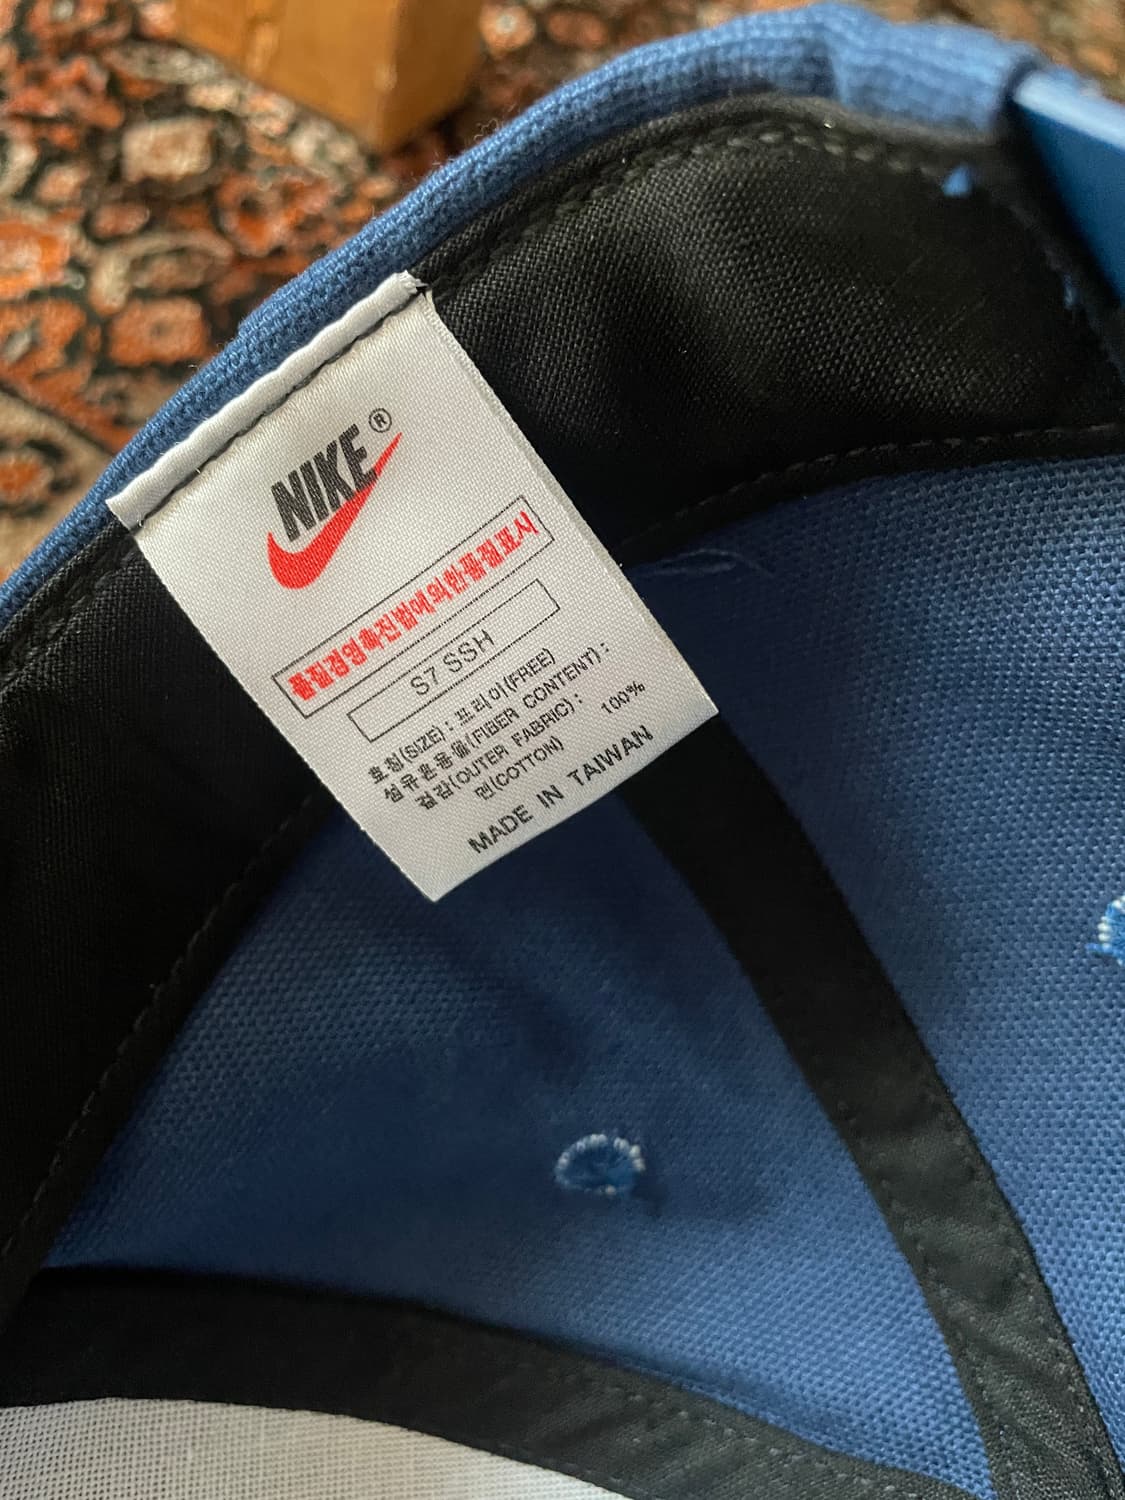 NIKE®
품질경영촉진법에의한품질표시
S7 SSH
호칭(SIZE) : 프리이(FREE)
섬유혼용율(FIBER CONTENT) :
겉감(OUTER FABRIC) : 100%
면(COTTON)
MADE IN TAIWAN